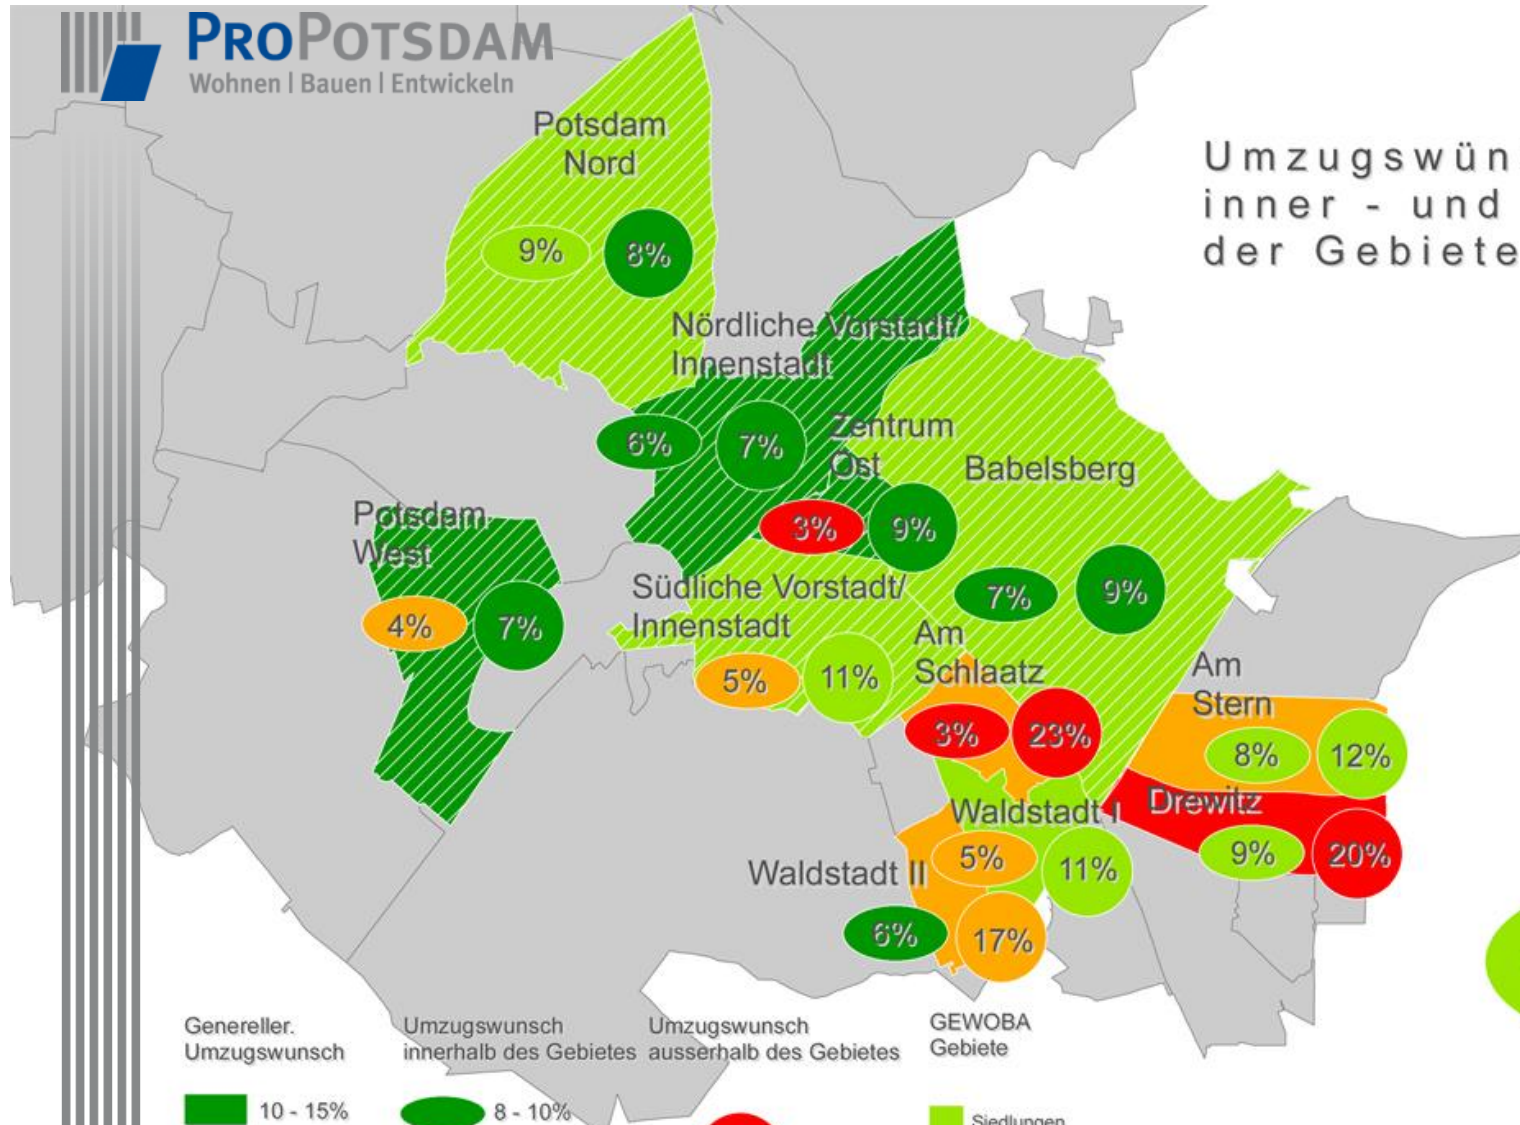 PROPOTSDAM
Wohnen | Bauen | Entwickeln
Umzugswün
inner - und
der Gebiete
Potsdam
Nord
9%
8%
Nördliche Vorstadt/
Innenstadt
6%
7%
Zentrum
Ost
3%
9%
Babelsberg
7%
9%
Potsdam
West
4%
7%
Südliche Vorstadt/
Innenstadt
5%
11%
Am
Schlaatz
3%
23%
Am
Stern
8%
12%
Drewitz
9%
20%
Waldstadt I
5%
11%
Waldstadt II
6%
17%
Genereller.
Umzugswunsch
10 - 15%
Umzugswunsch
innerhalb des Gebietes
8 - 10%
Umzugswunsch
ausserhalb des Gebietes
GEWOBA
Gebiete
Siedlungen